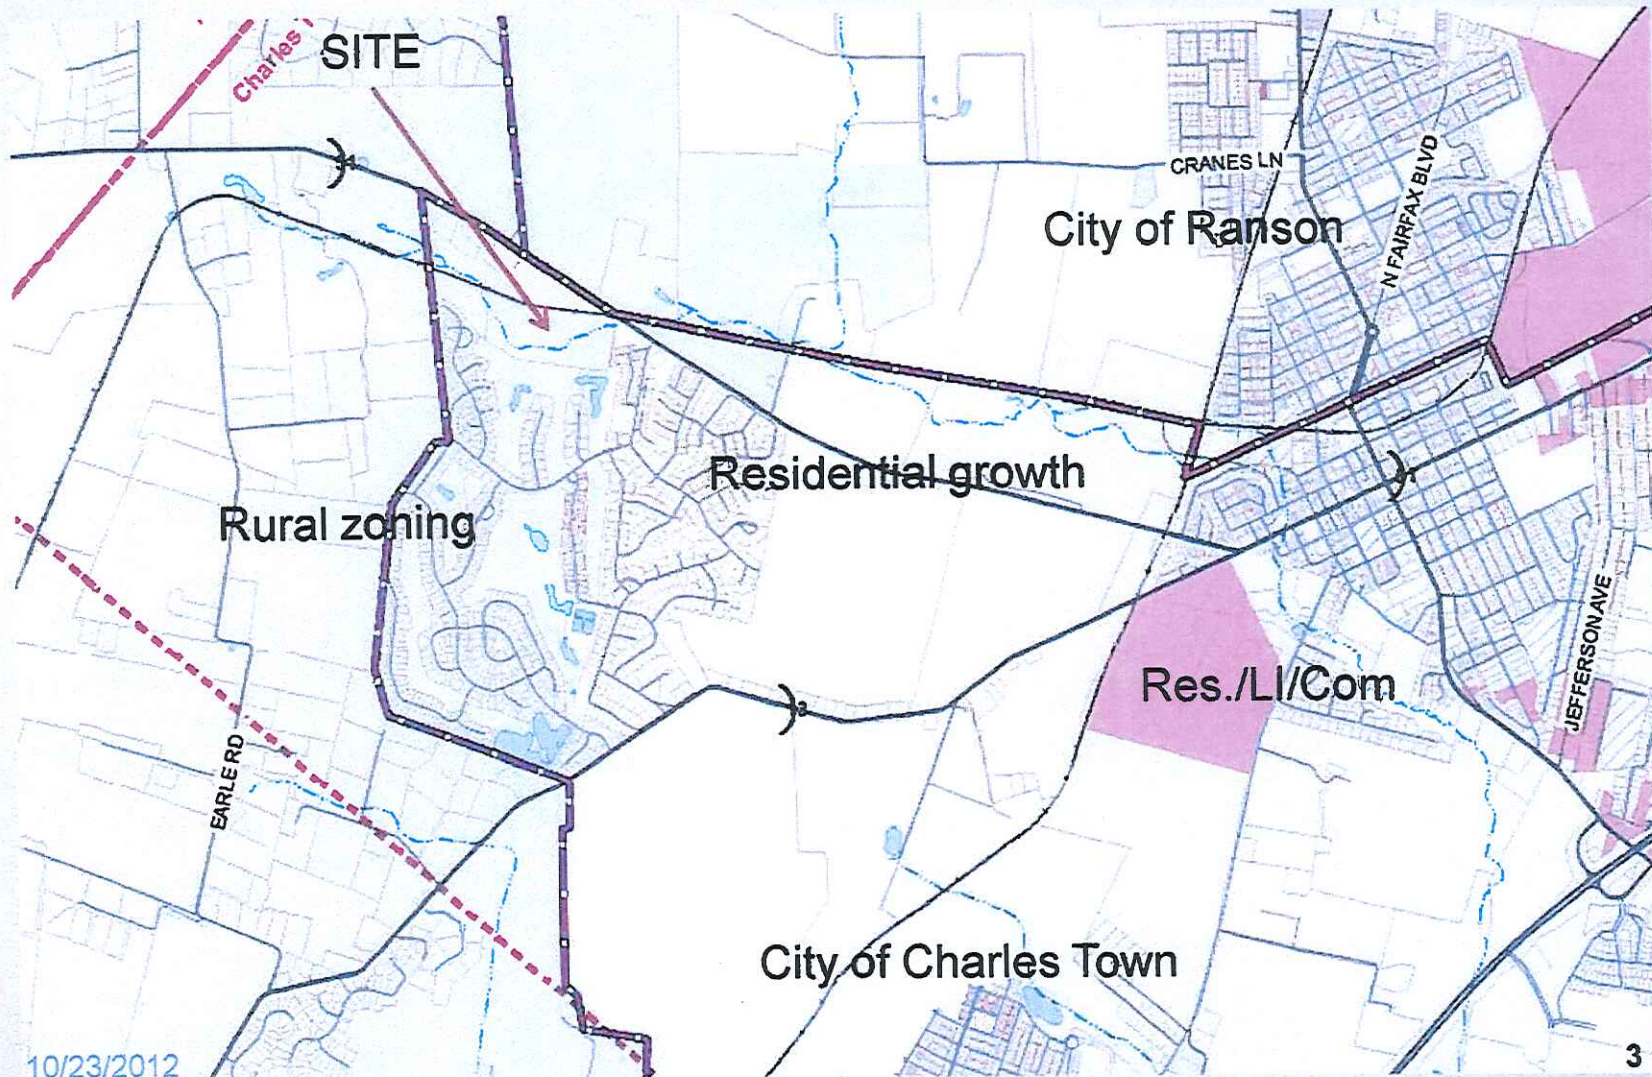 Charles
SITE
CRANES LN
N FAIRFAX BLVD
City of Ranson
Residential growth
Rural zoning
Res./LI/Com
JEFFERSON AVE
EARLE RD
City of Charles Town
10/23/2012
3